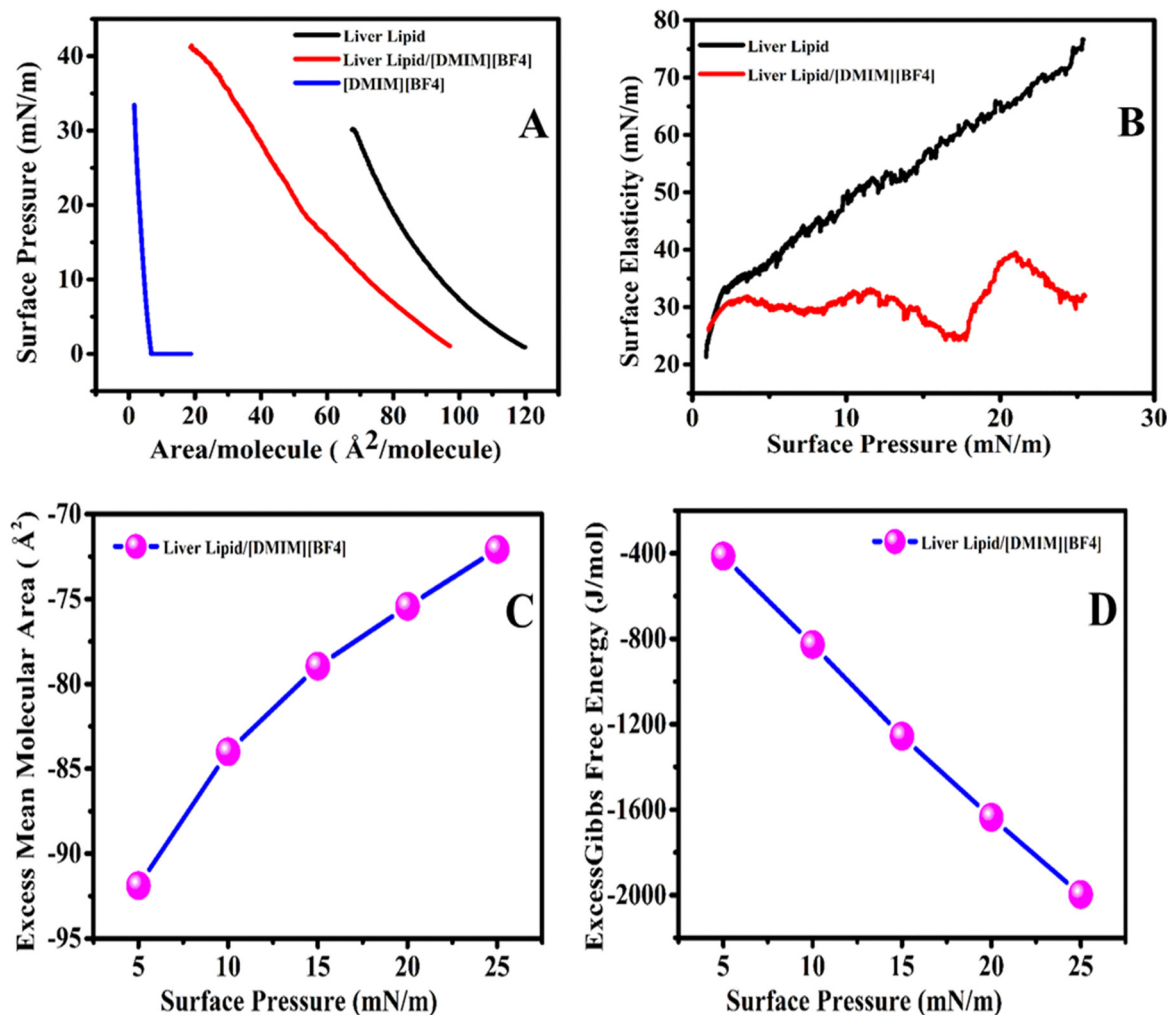 Surface Pressure (mN/m)
40
30
20
10
0
Liver Lipid
Liver Lipid/[DMIM][BF4]
[DMIM][BF4]
A
0 20 40 60 80 100 120
Area/molecule ( Å2/molecule)
Surface Elasticity (mN/m)
80
70
60
50
40
30
20
Liver Lipid
Liver Lipid/[DMIM][BF4]
B
0 10 20 30
Surface Pressure (mN/m)
Excess Mean Molecular Area ( Å2)
-70
-75
-80
-85
-90
-95
Liver Lipid/[DMIM][BF4]
C
5 10 15 20 25
Surface Pressure (mN/m)
ExcessGibbs Free Energy (J/mol)
-400
-800
-1200
-1600
-2000
Liver Lipid/[DMIM][BF4]
D
5 10 15 20 25
Surface Pressure (mN/m)